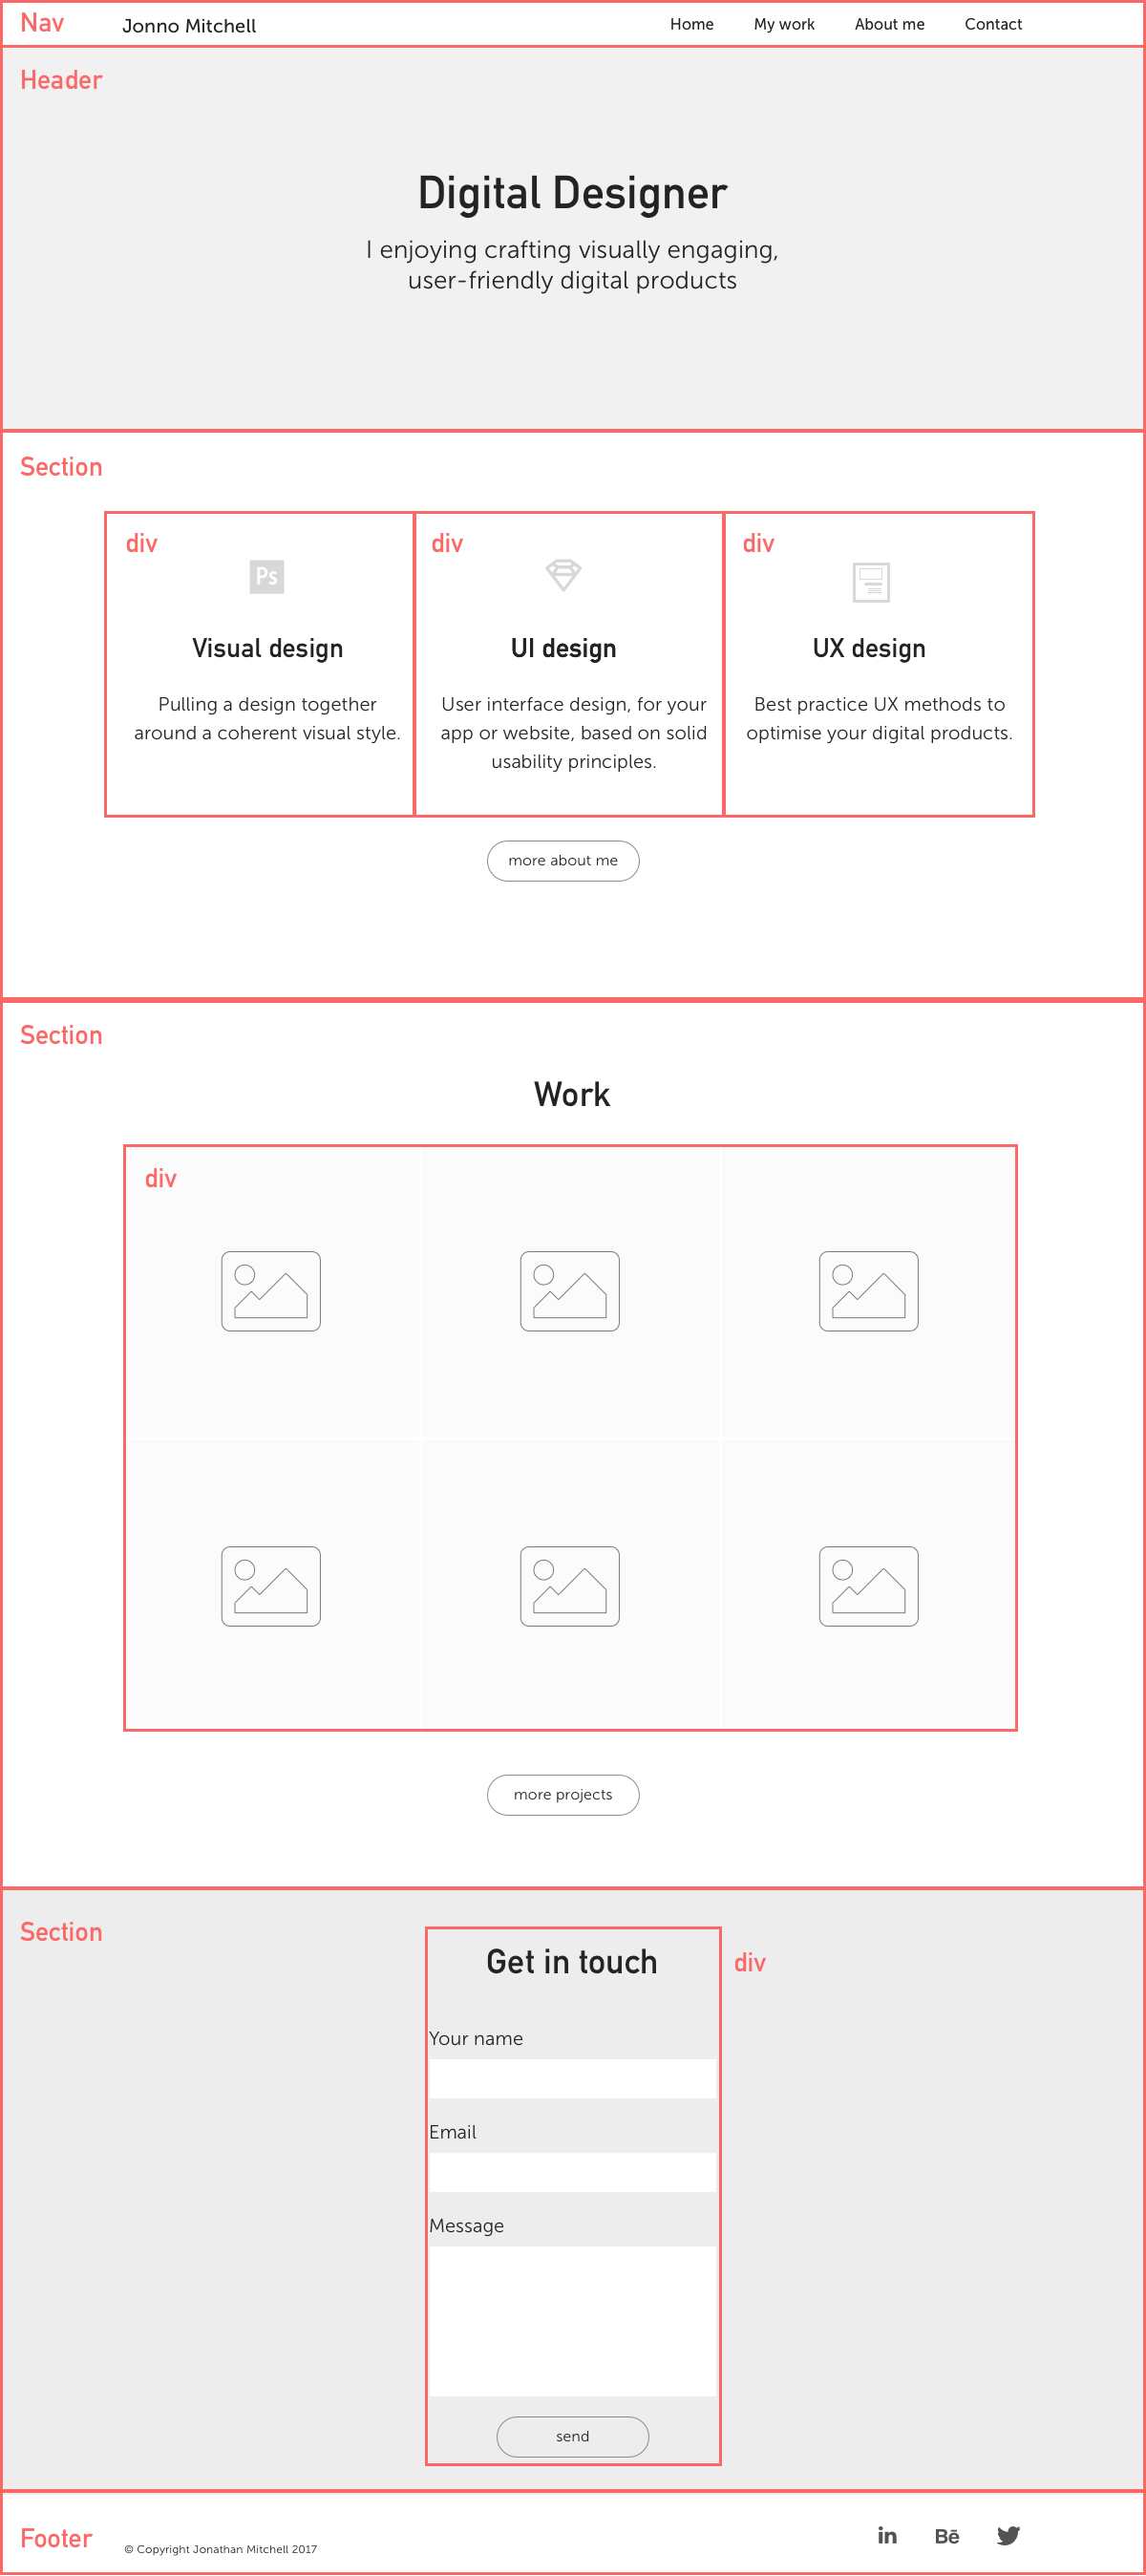 Nav
Jonno Mitchell
Home My work About me Contact
Header
Digital Designer
I enjoying crafting visually engaging,
user-friendly digital products
Section
div
Ps
Visual design
Pulling a design together
around a coherent visual style.
div
UI design
User interface design, for your
app or website, based on solid
usability principles.
div
UX design
Best practice UX methods to
optimise your digital products.
more about me
Section
Work
div
more projects
Section
Get in touch
div
Your name
Email
Message
send
Footer
© Copyright Jonathan Mitchell 2017
in
Bē